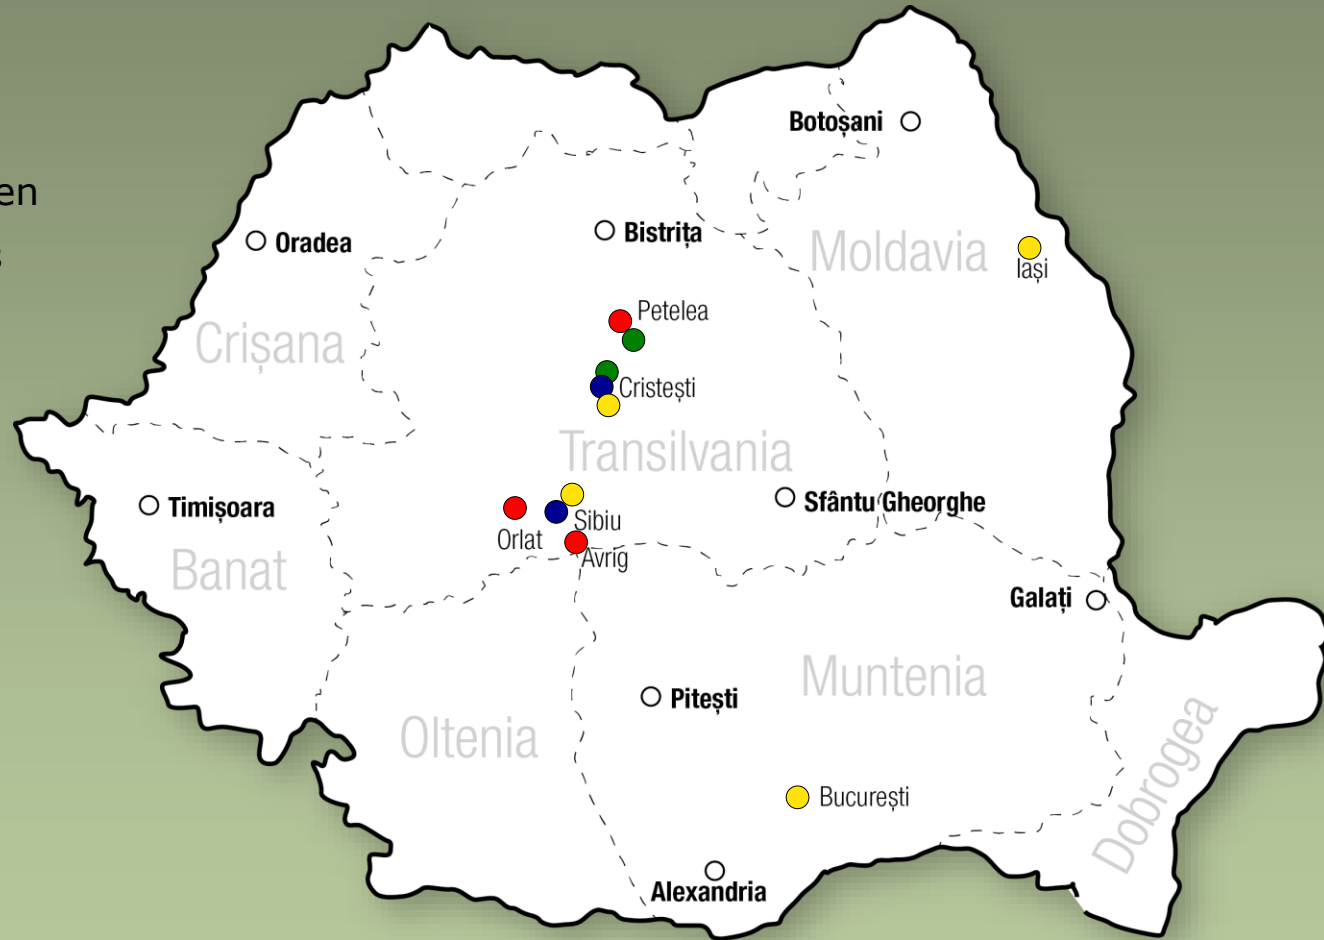 en
s
Botoșani
Oradea
Bistrița
Moldavia
Iași
Crișana
Petelea
Cristești
Transilvania
Timișoara
Sfântu Gheorghe
Orlat
Sibiu
Avrig
Banat
Galați
Muntenia
Pitești
Oltenia
Dobrogea
București
Alexandria